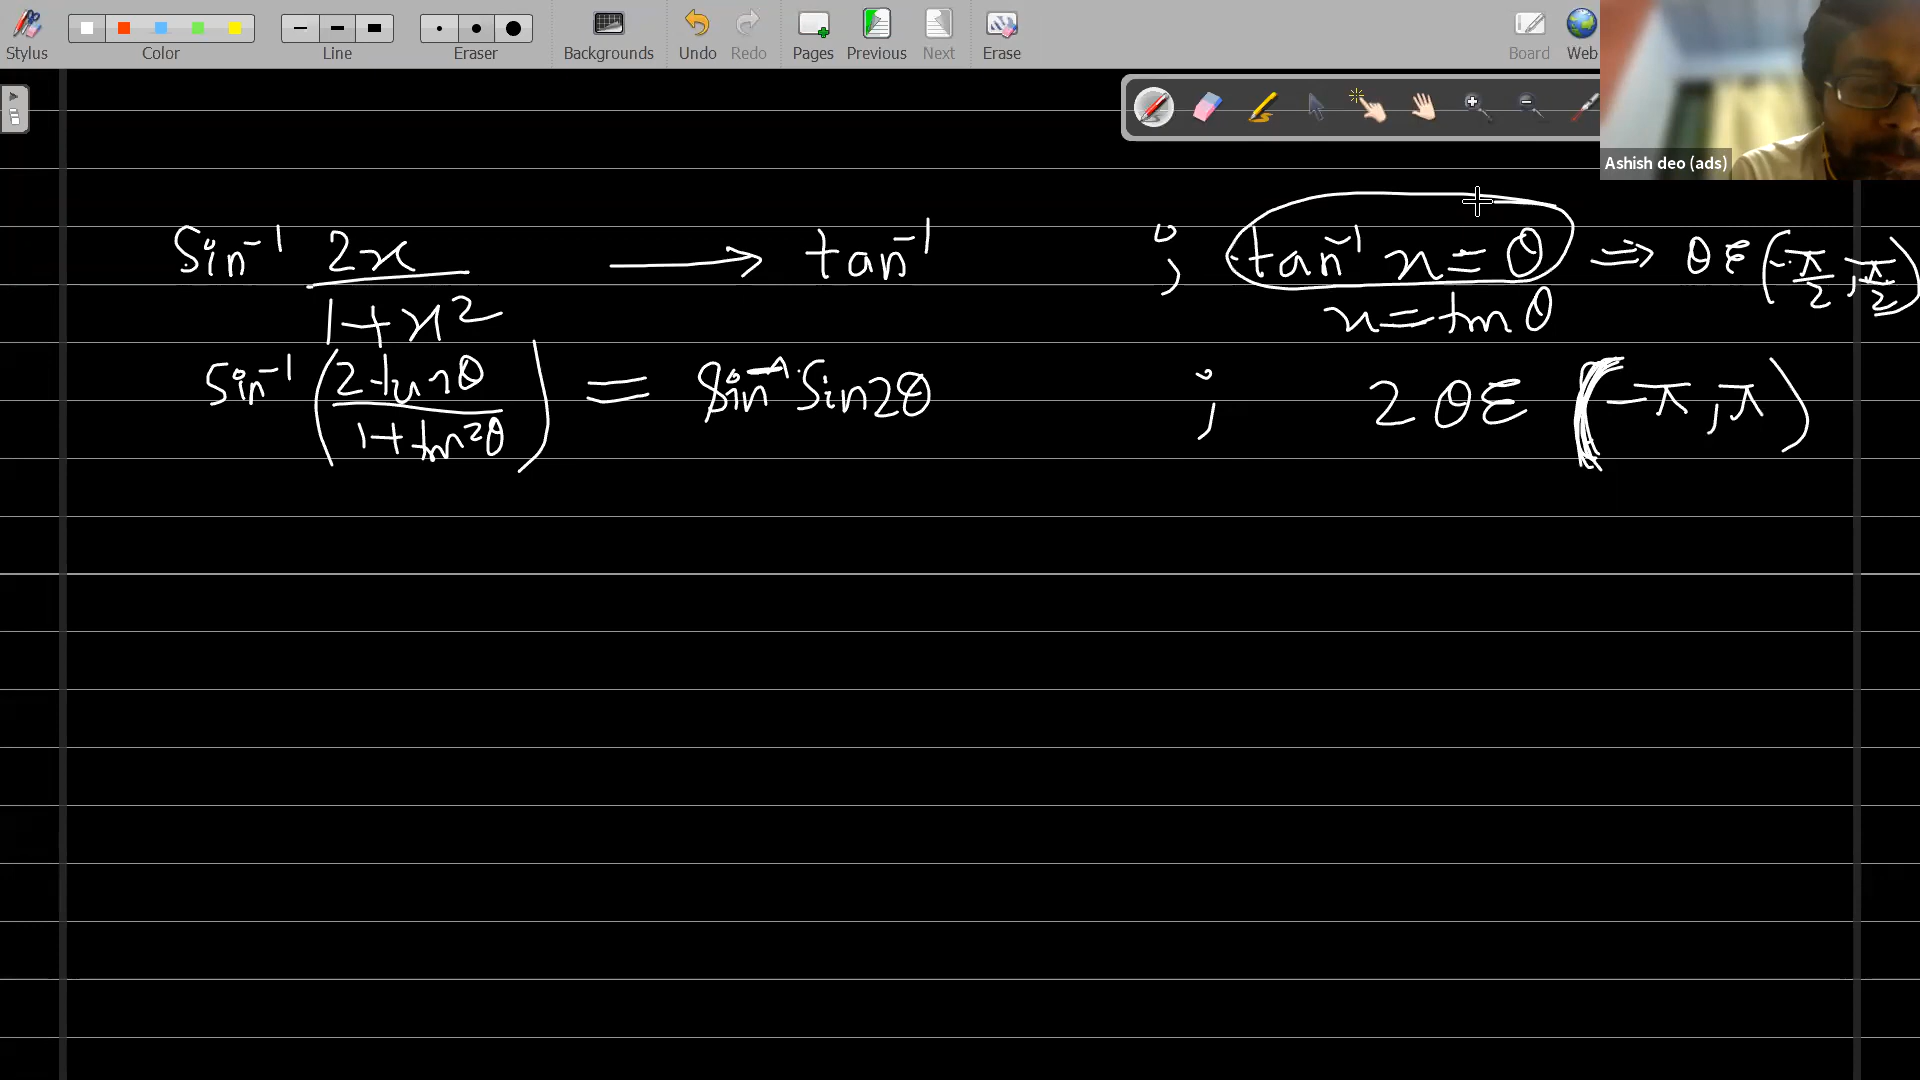 Stylus Color Line Eraser Backgrounds Undo Redo Pages Previous Next Erase Board Web
Ashish deo (ads)
Sin⁻¹ 2x/(1+x²) ⟶ tan⁻¹ ; tan⁻¹ x = θ ⇒ θ ∈ (-π/2, π/2)
x = tan θ
Sin⁻¹ (2 tan θ/(1+tan²θ)) = Sin⁻¹ Sin2θ ; 2θ ∈ (-π, π)